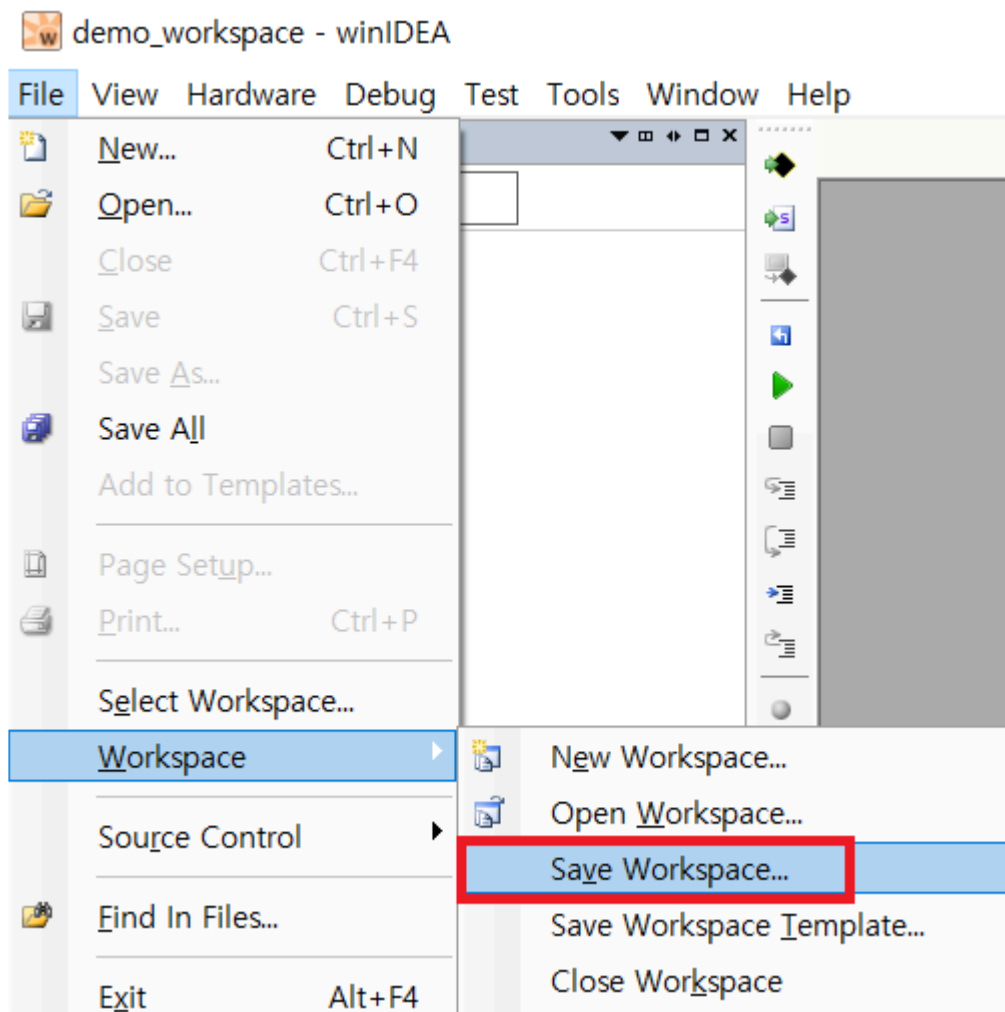 demo_workspace - winIDEA
File View Hardware Debug Test Tools Window Help
New... Ctrl+N
Open... Ctrl+O
Close Ctrl+F4
Save Ctrl+S
Save As...
Save All
Add to Templates...
Page Setup...
Print... Ctrl+P
Select Workspace...
Workspace
New Workspace...
Open Workspace...
Save Workspace...
Save Workspace Template...
Close Workspace
Source Control
Find In Files...
Exit Alt+F4